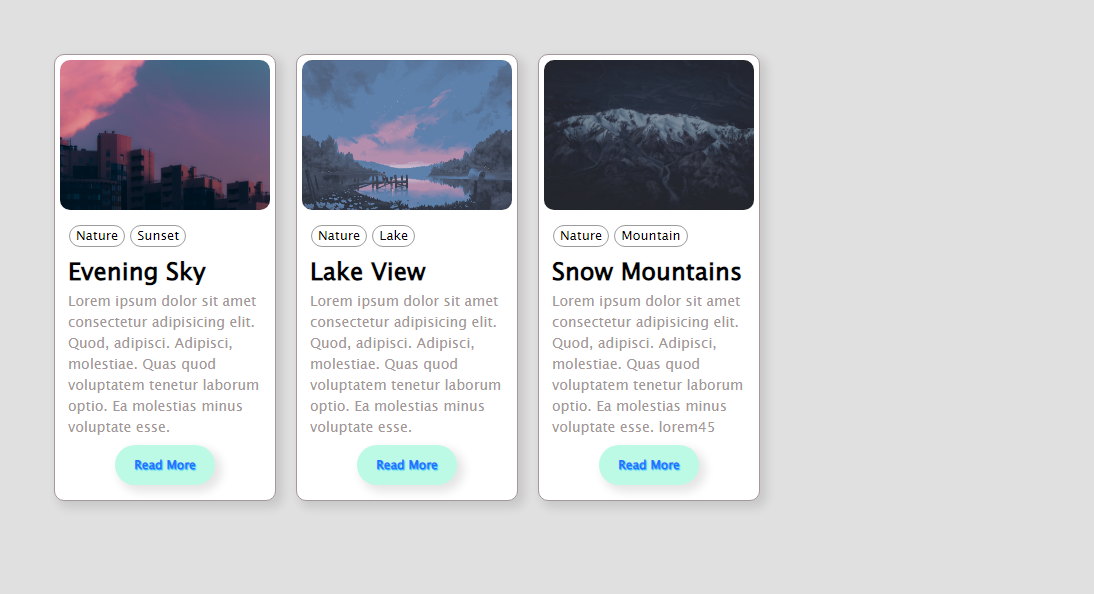 Nature Sunset
Evening Sky
Lorem ipsum dolor sit amet
consectetur adipisicing elit.
Quod, adipisci. Adipisci,
molestiae. Quas quod
voluptatem tenetur laborum
optio. Ea molestias minus
voluptate esse.
Read More
Nature Lake
Lake View
Lorem ipsum dolor sit amet
consectetur adipisicing elit.
Quod, adipisci. Adipisci,
molestiae. Quas quod
voluptatem tenetur laborum
optio. Ea molestias minus
voluptate esse.
Read More
Nature Mountain
Snow Mountains
Lorem ipsum dolor sit amet
consectetur adipisicing elit.
Quod, adipisci. Adipisci,
molestiae. Quas quod
voluptatem tenetur laborum
optio. Ea molestias minus
voluptate esse. lorem45
Read More